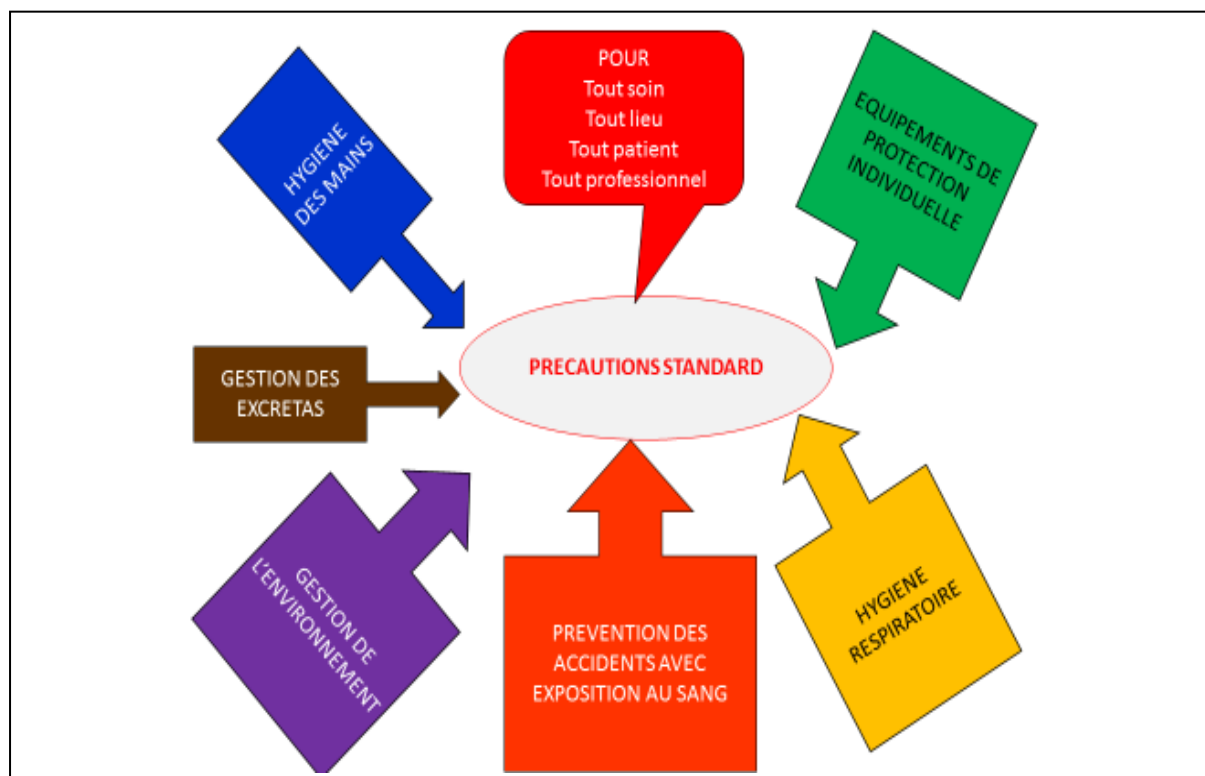 POUR
Tout soin
Tout lieu
Tout patient
Tout professionnel
HYGIENE
DES MAINS
EQUIPEMENTS DE
PROTECTION
INDIVIDUELLE
PRECAUTIONS STANDARD
GESTION DES
EXCRETAS
GESTION DE
L'ENVIRONNEMENT
PREVENTION DES
ACCIDENTS AVEC
EXPOSITION AU SANG
HYGIENE
RESPIRATOIRE